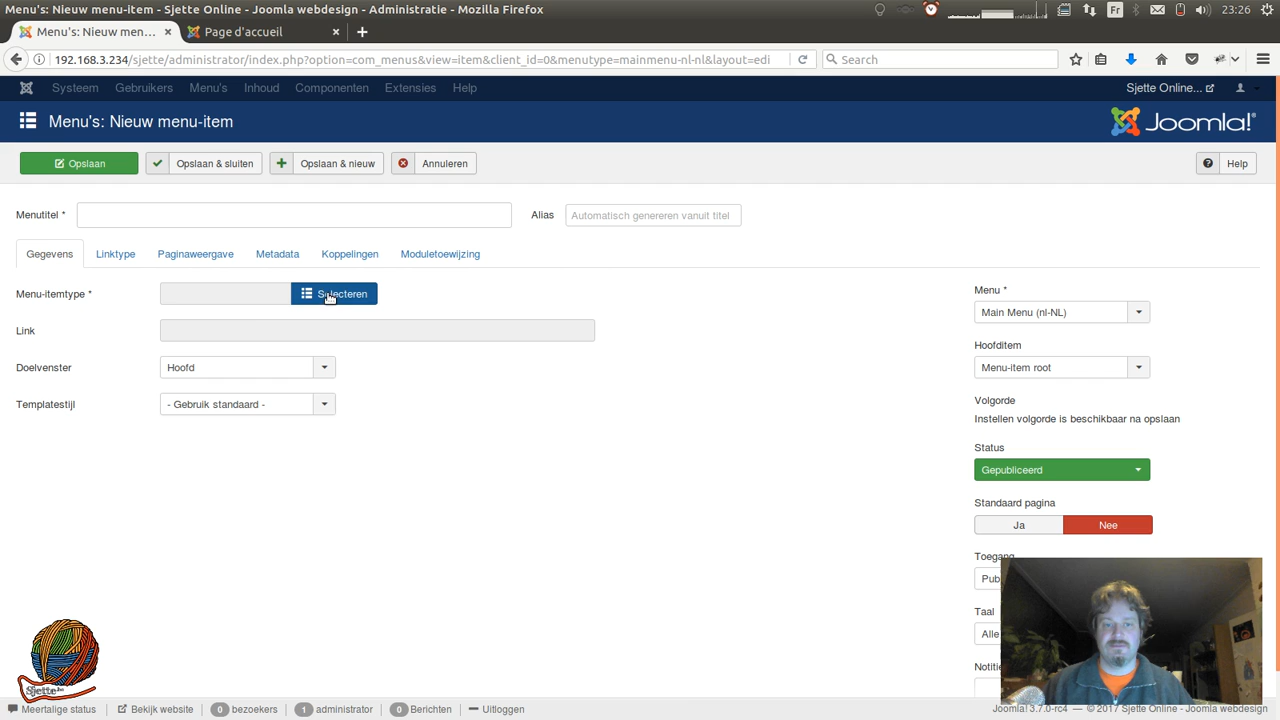 Menu's: Nieuw menu-item - Sjette Online - Joomla webdesign - Administratie - Mozilla Firefox
Fr
23:26
Menu's: Nieuw men...
Page d'accueil
192.168.3.234/sjette/administrator/index.php?option=com_menus&view=item&client_id=0&menutype=mainmenu-nl-nl&layout=edi
Search
Systeem Gebruikers Menu's Inhoud Componenten Extensies Help
Sjette Online...
Menu's: Nieuw menu-item
Joomla!
Opslaan
Opslaan & sluiten
Opslaan & nieuw
Annuleren
Help
Menutitel *
Alias
Automatisch genereren vanuit titel
Gegevens Linktype Paginaweergave Metadata Koppelingen Moduletoewijzing
Menu-itemtype *
Selecteren
Link
Doelvenster
Hoofd
Templatestijl
- Gebruik standaard -
Menu *
Main Menu (nl-NL)
Hoofditem
Menu-item root
Volgorde
Instellen volgorde is beschikbaar na opslaan
Status
Gepubliceerd
Standaard pagina
Ja
Nee
Toegang
Pub
Taal
Alle
Notitie
Sjette
Meertalige status
Bekijk website
0 bezoekers
1 administrator
0 Berichten
Uitloggen
Joomla! 3.7.0-rc4 — © 2017 Sjette Online - Joomla webdesign